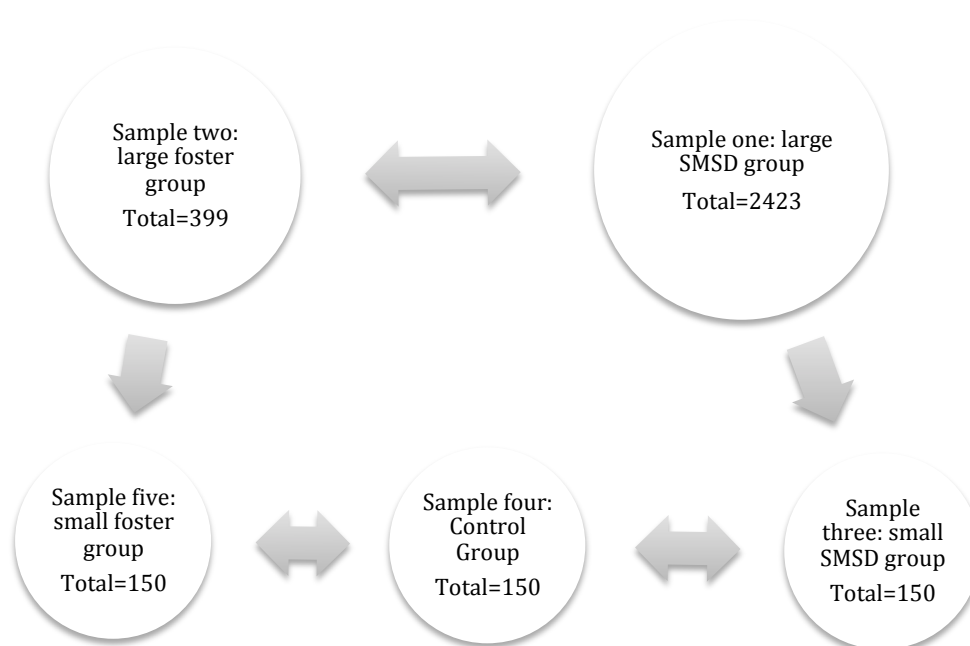 Sample two:
large foster
group
Total=399
Sample one: large
SMSD group
Total=2423
Sample five:
small foster
group
Total=150
Sample four:
Control
Group
Total=150
Sample
three: small
SMSD group
Total=150